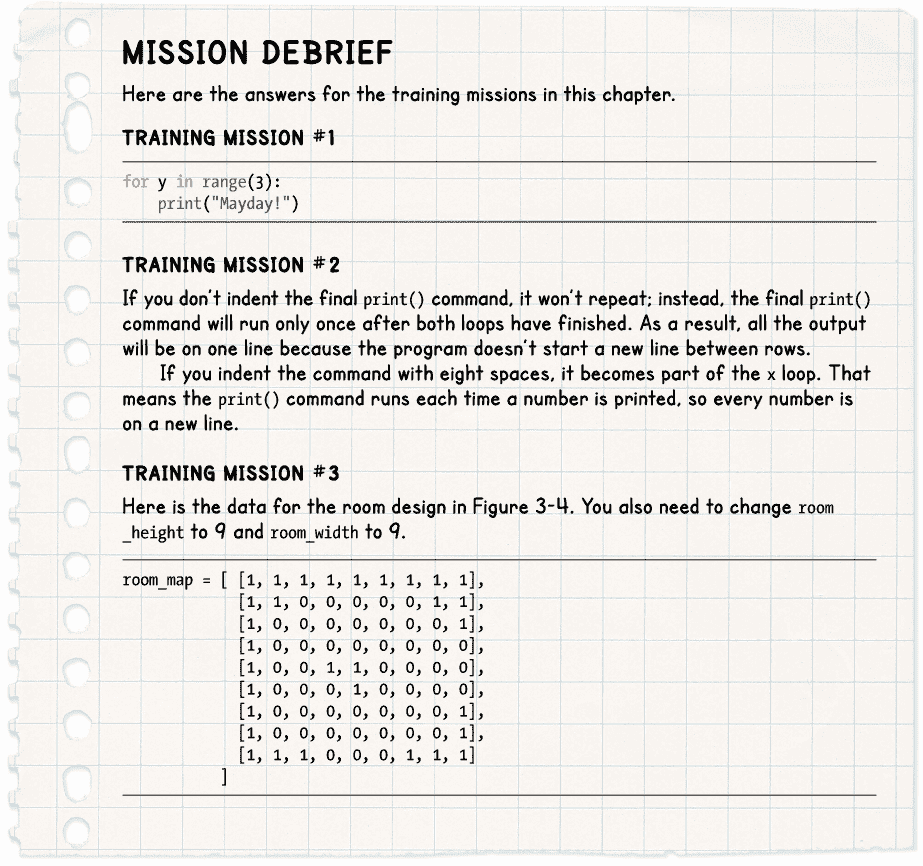 MISSION DEBRIEF
Here are the answers for the training missions in this chapter.
TRAINING MISSION #1
for y in range(3):
    print("Mayday!")
TRAINING MISSION #2
If you don't indent the final print() command, it won't repeat; instead, the final print()
command will run only once after both loops have finished. As a result, all the output
will be on one line because the program doesn't start a new line between rows.
If you indent the command with eight spaces, it becomes part of the x loop. That
means the print() command runs each time a number is printed, so every number is
on a new line.
TRAINING MISSION #3
Here is the data for the room design in Figure 3-4. You also need to change room
_height to 9 and room_width to 9.
room_map = [ [1, 1, 1, 1, 1, 1, 1, 1, 1],
             [1, 1, 0, 0, 0, 0, 0, 1, 1],
             [1, 0, 0, 0, 0, 0, 0, 0, 1],
             [1, 0, 0, 0, 0, 0, 0, 0, 0],
             [1, 0, 0, 1, 1, 0, 0, 0, 0],
             [1, 0, 0, 0, 1, 0, 0, 0, 0],
             [1, 0, 0, 0, 0, 0, 0, 0, 1],
             [1, 0, 0, 0, 0, 0, 0, 0, 1],
             [1, 1, 1, 0, 0, 0, 1, 1, 1]
           ]